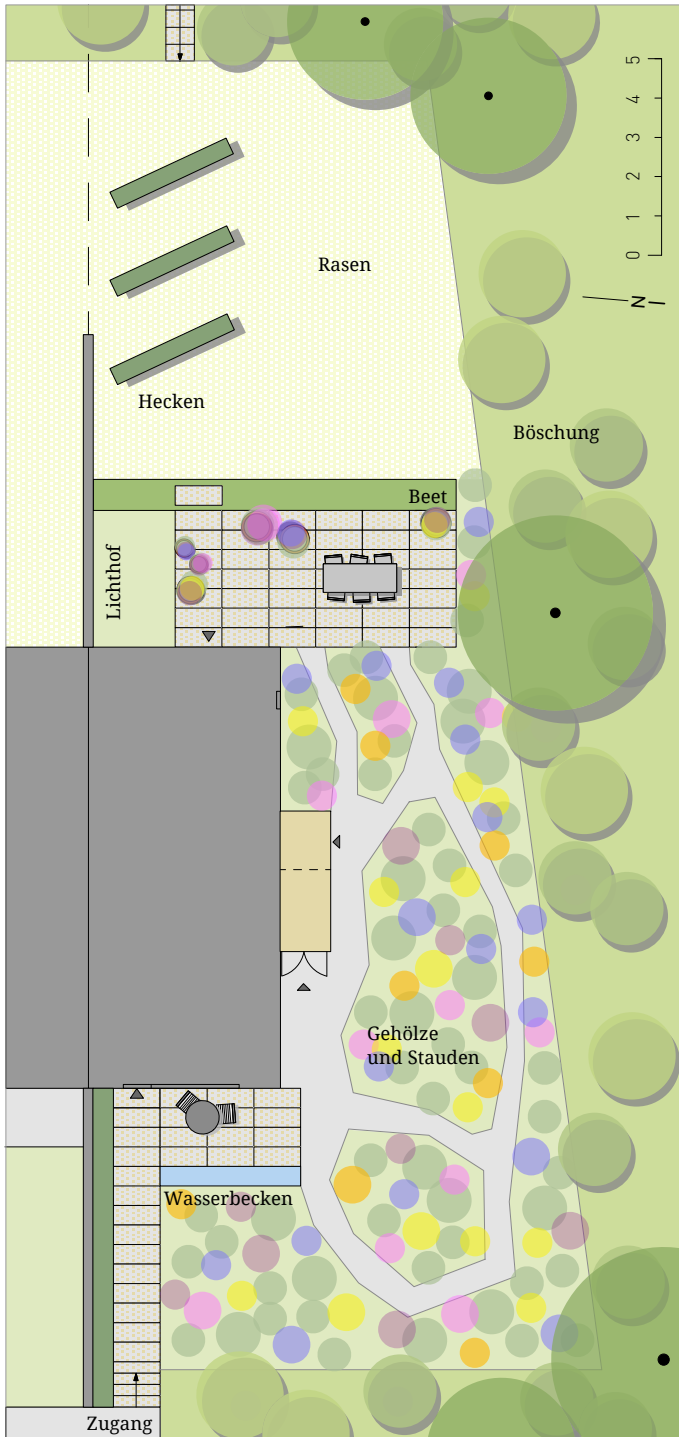 5
4
3
2
1
0
Rasen
N
Hecken
Böschung
Beet
Lichthof
Gehölze
und Stauden
Wasserbecken
Zugang